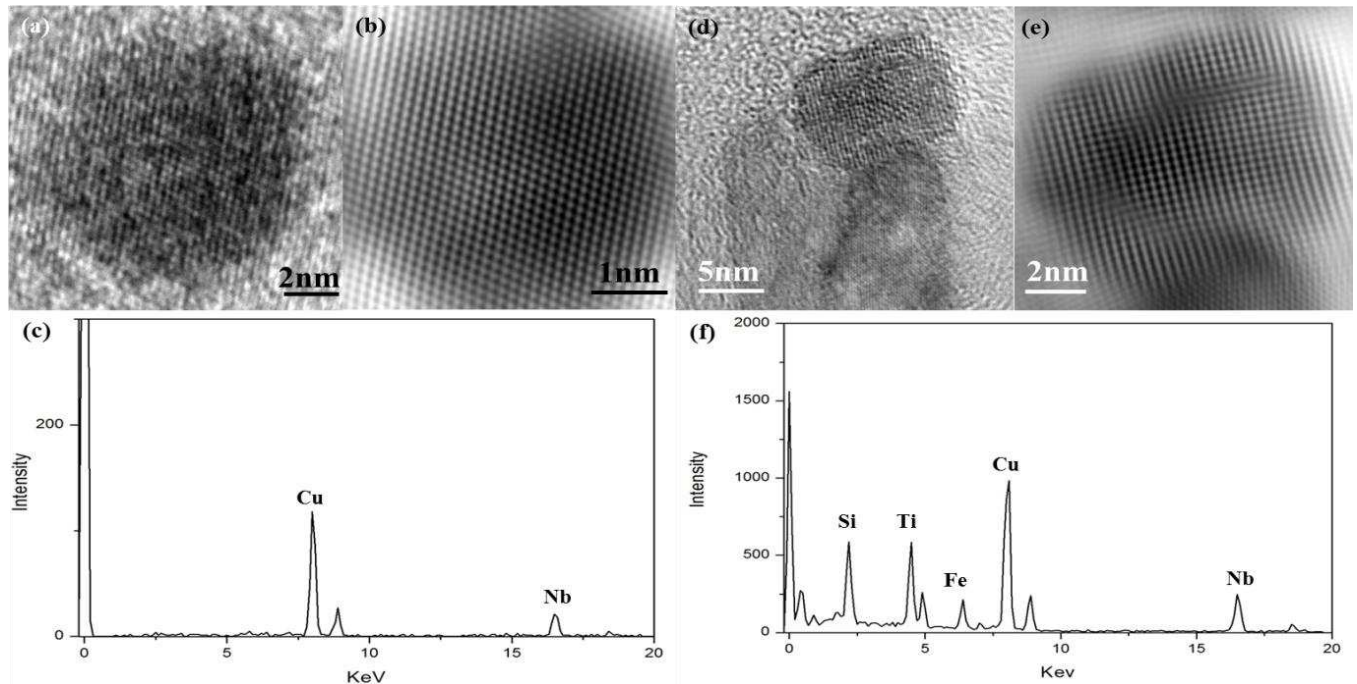 (a)
2nm
(b)
1nm
(d)
5nm
(e)
2nm
(c)
200
0
Intensity
Cu
Nb
0
5
10
15
20
KeV
(f)
2000
1500
1000
500
0
Intensity
Si
Ti
Fe
Cu
Nb
0
5
10
15
20
Kev